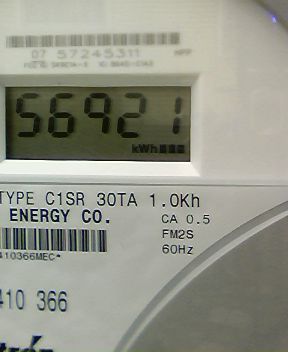 07 57245311
56921
kWh
TYPE C1SR 30TA 1.0Kh
ENERGY CO.
CA 0.5
FM2S
60Hz
410366MEC*
410 366